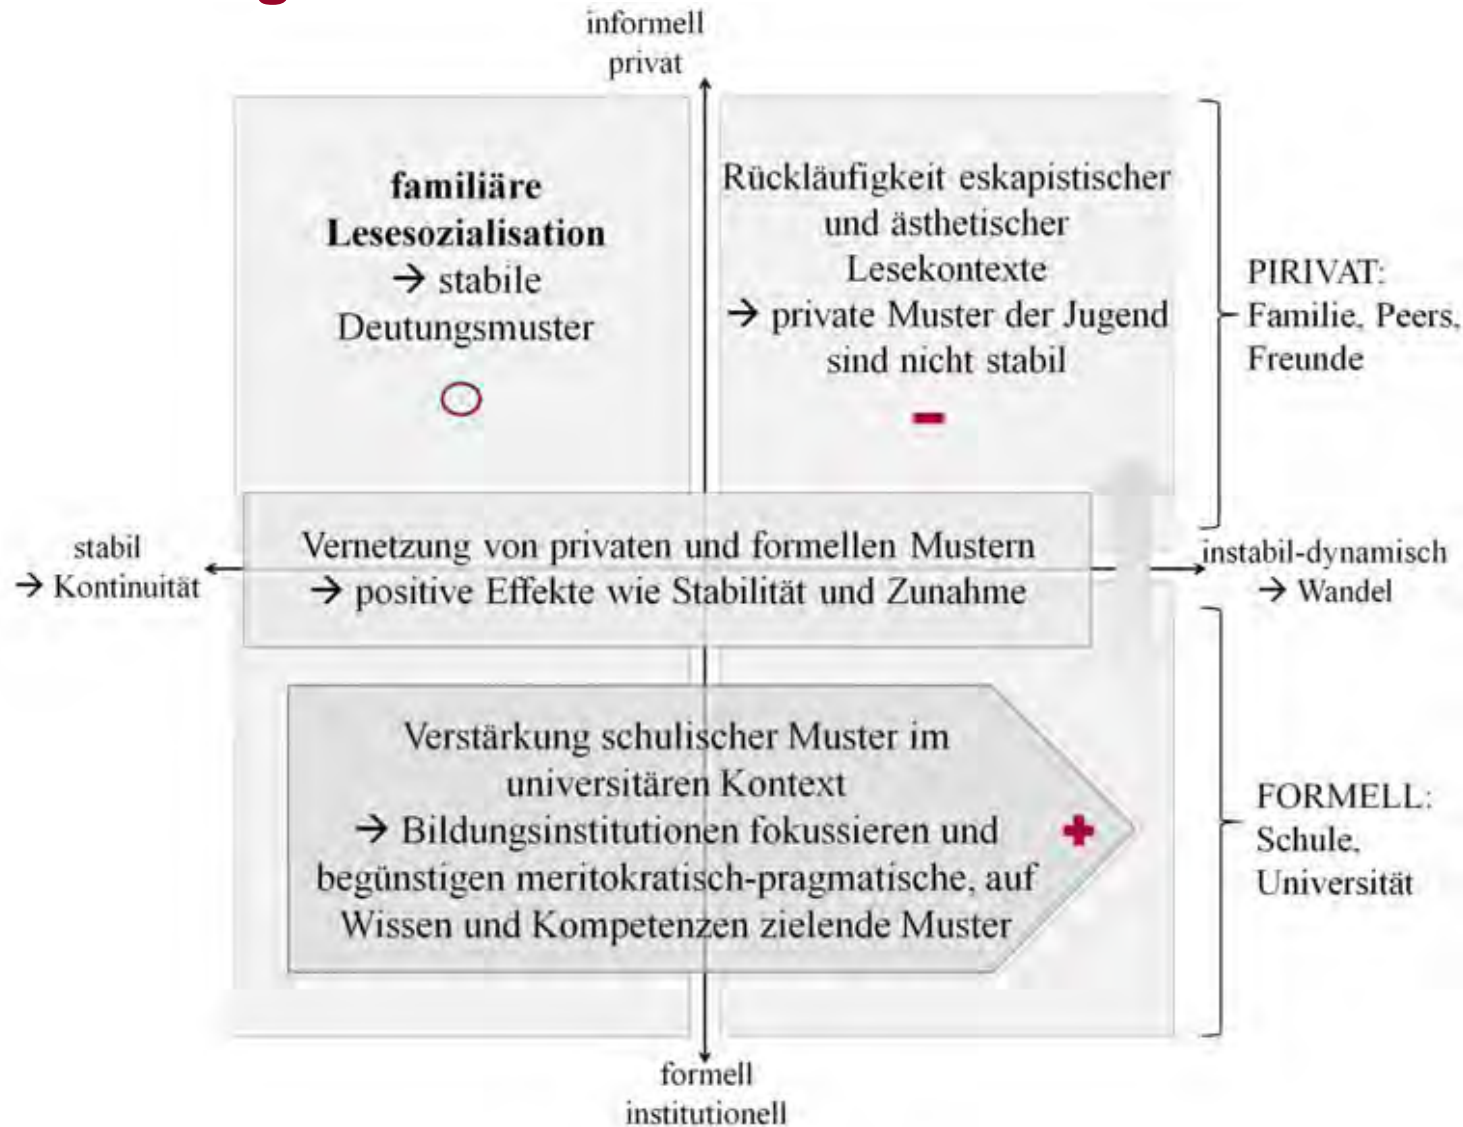 informell
privat
familiäre
Lesesozialisation
→ stabile
Deutungsmuster
Rückläufigkeit eskapistischer
und ästhetischer
Lesekontexte
→ private Muster der Jugend
sind nicht stabil
PIRIVAT:
Familie, Peers,
Freunde
stabil
→ Kontinuität
Vernetzung von privaten und formellen Mustern
→ positive Effekte wie Stabilität und Zunahme
instabil-dynamisch
→ Wandel
Verstärkung schulischer Muster im
universitären Kontext
→ Bildungsinstitutionen fokussieren und
begünstigen meritokratisch-pragmatische, auf
Wissen und Kompetenzen zielende Muster
FORMELL:
Schule,
Universität
formell
institutionell